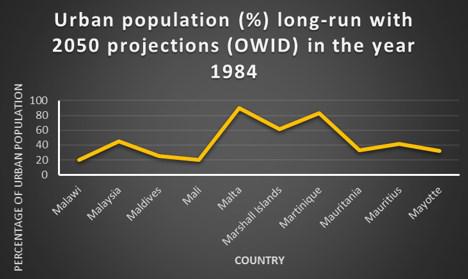 Urban population (%) long-run with
2050 projections (OWID) in the year
1984
PERCENTAGE OF URBAN POPULATION
100
80
60
40
20
0
Malawi
Malaysia
Maldives
Mali
Malta
Marshall Islands
Martinique
Mauritania
Mauritius
Mayotte
COUNTRY